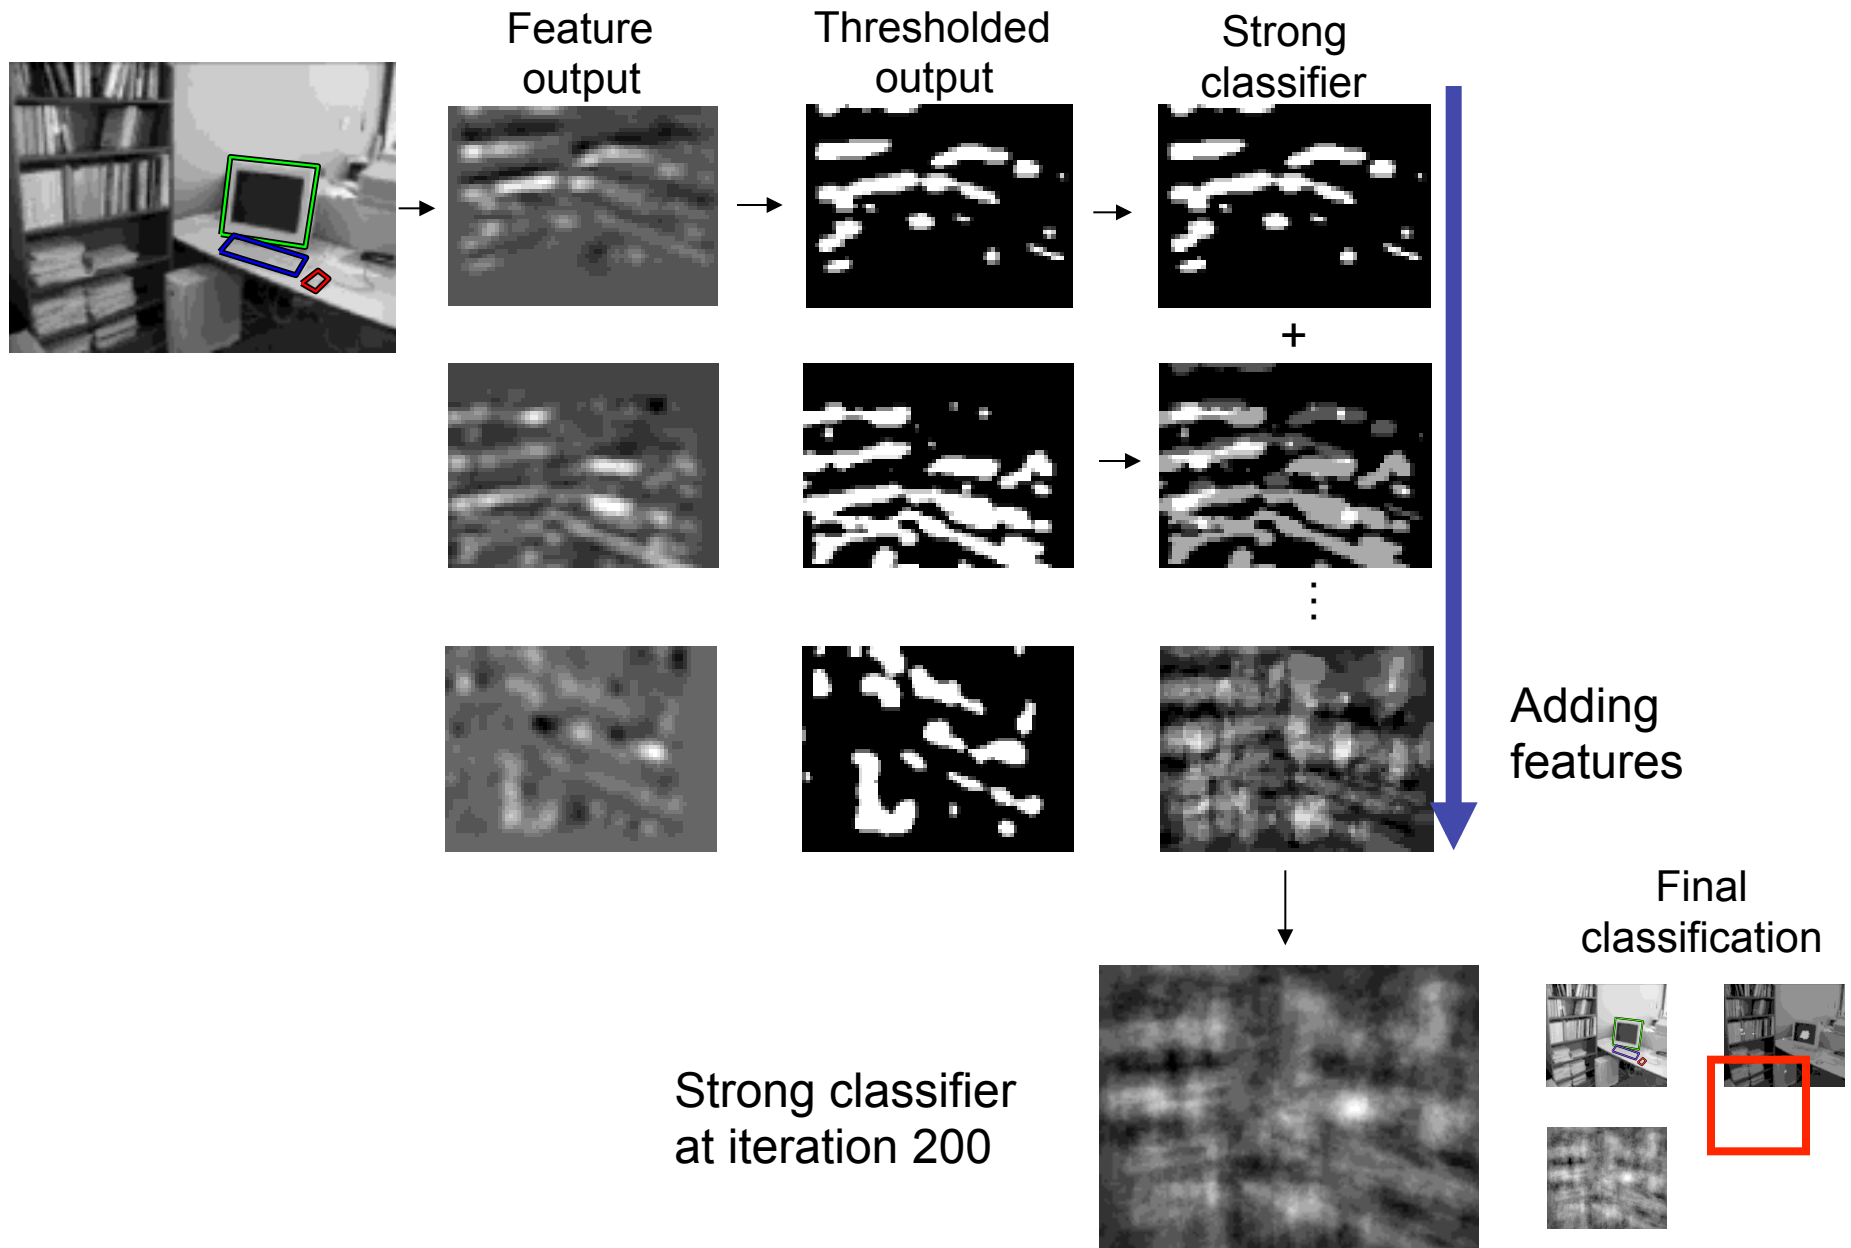 Feature
output
Thresholded
output
Strong
classifier
+
⋮
Adding
features
Final
classification
Strong classifier
at iteration 200